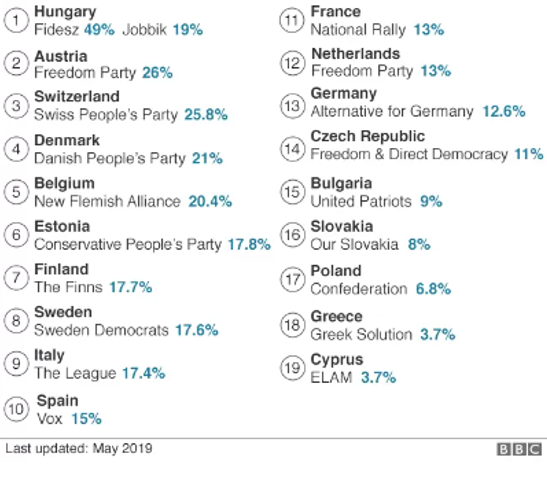 1 Hungary
Fidesz 49% Jobbik 19%
2 Austria
Freedom Party 26%
3 Switzerland
Swiss People's Party 25.8%
4 Denmark
Danish People's Party 21%
5 Belgium
New Flemish Alliance 20.4%
6 Estonia
Conservative People's Party 17.8%
7 Finland
The Finns 17.7%
8 Sweden
Sweden Democrats 17.6%
9 Italy
The League 17.4%
10 Spain
Vox 15%
11 France
National Rally 13%
12 Netherlands
Freedom Party 13%
13 Germany
Alternative for Germany 12.6%
14 Czech Republic
Freedom & Direct Democracy 11%
15 Bulgaria
United Patriots 9%
16 Slovakia
Our Slovakia 8%
17 Poland
Confederation 6.8%
18 Greece
Greek Solution 3.7%
19 Cyprus
ELAM 3.7%
Last updated: May 2019
BBC